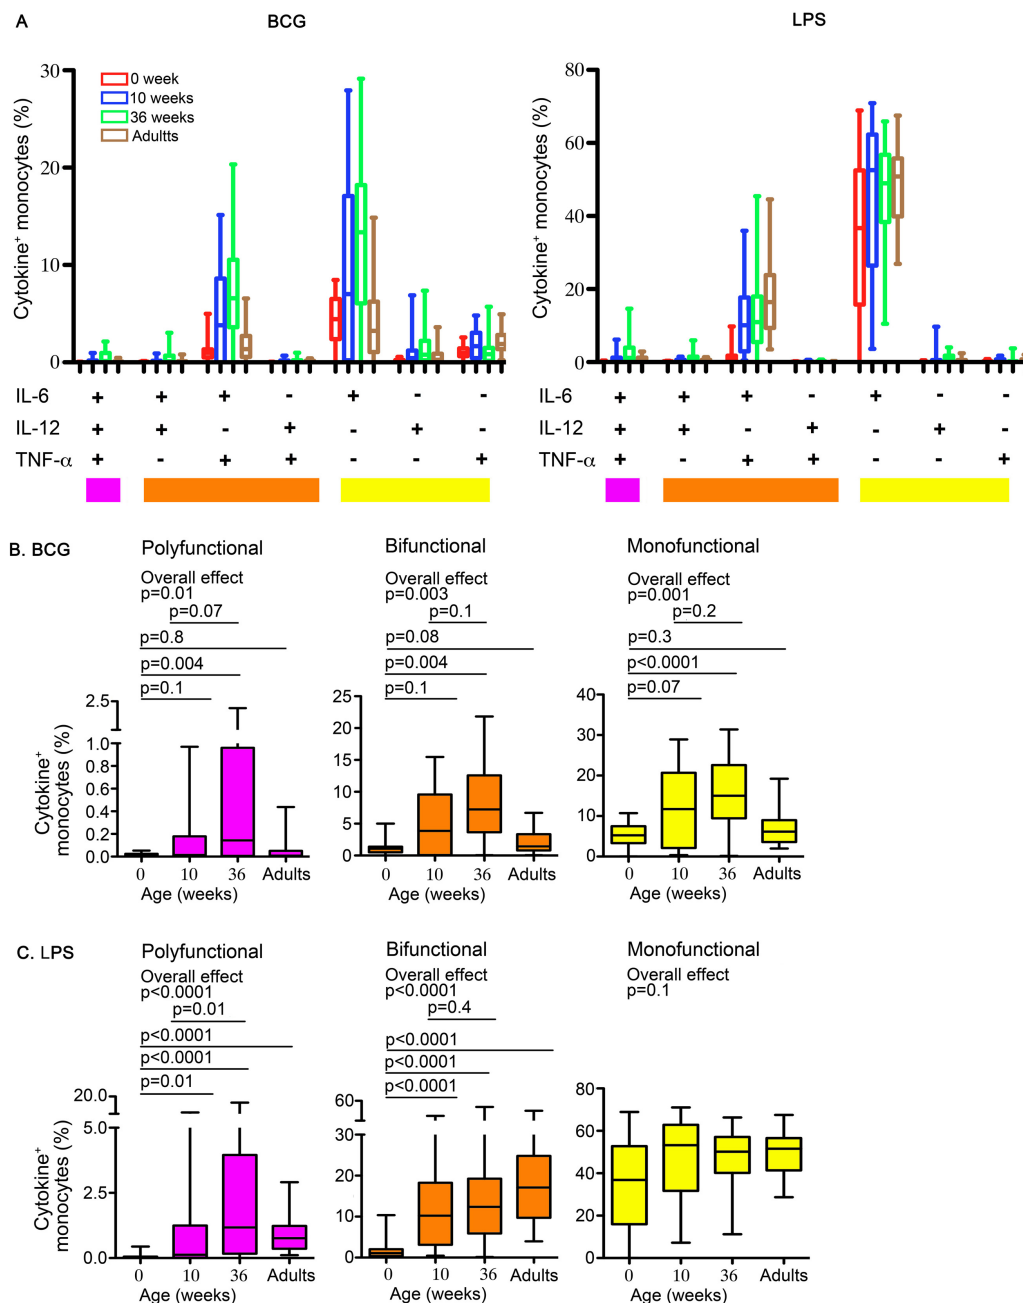 A
BCG
LPS
Cytokine⁺ monocytes (%)
30
20
10
0
0 week
10 weeks
36 weeks
Adultts
Cytokine⁺ monocytes (%)
80
60
40
20
0
IL-6 + + + - + - -
IL-12 + + - + - + -
TNF-α + - + + - - +
+ + + - + - -
+ + - + - + -
+ - + + - - +
B. BCG
Polyfunctional
Overall effect
p=0.01
p=0.07
p=0.8
p=0.004
p=0.1
Cytokine⁺
monocytes (%)
2.5
1.0
0.8
0.6
0.4
0.2
0.0
0 10 36 Adults
Age (weeks)
Bifunctional
Overall effect
p=0.003
p=0.1
p=0.08
p=0.004
p=0.1
25
20
15
10
5
0
0 10 36 Adults
Age (weeks)
Monofunctional
Overall effect
p=0.001
p=0.2
p=0.3
p<0.0001
p=0.07
40
30
20
10
0
0 10 36 Adults
Age (weeks)
C. LPS
Polyfunctional
Overall effect
p<0.0001
p=0.01
p<0.0001
p<0.0001
p=0.01
Cytokine⁺
monocytes (%)
20.0
5.0
2.5
0.0
0 10 36 Adults
Age (weeks)
Bifunctional
Overall effect
p<0.0001
p=0.4
p<0.0001
p<0.0001
p<0.0001
60
30
20
10
0
0 10 36 Adults
Age (weeks)
Monofunctional
Overall effect
p=0.1
80
60
40
20
0
0 10 36 Adults
Age (weeks)